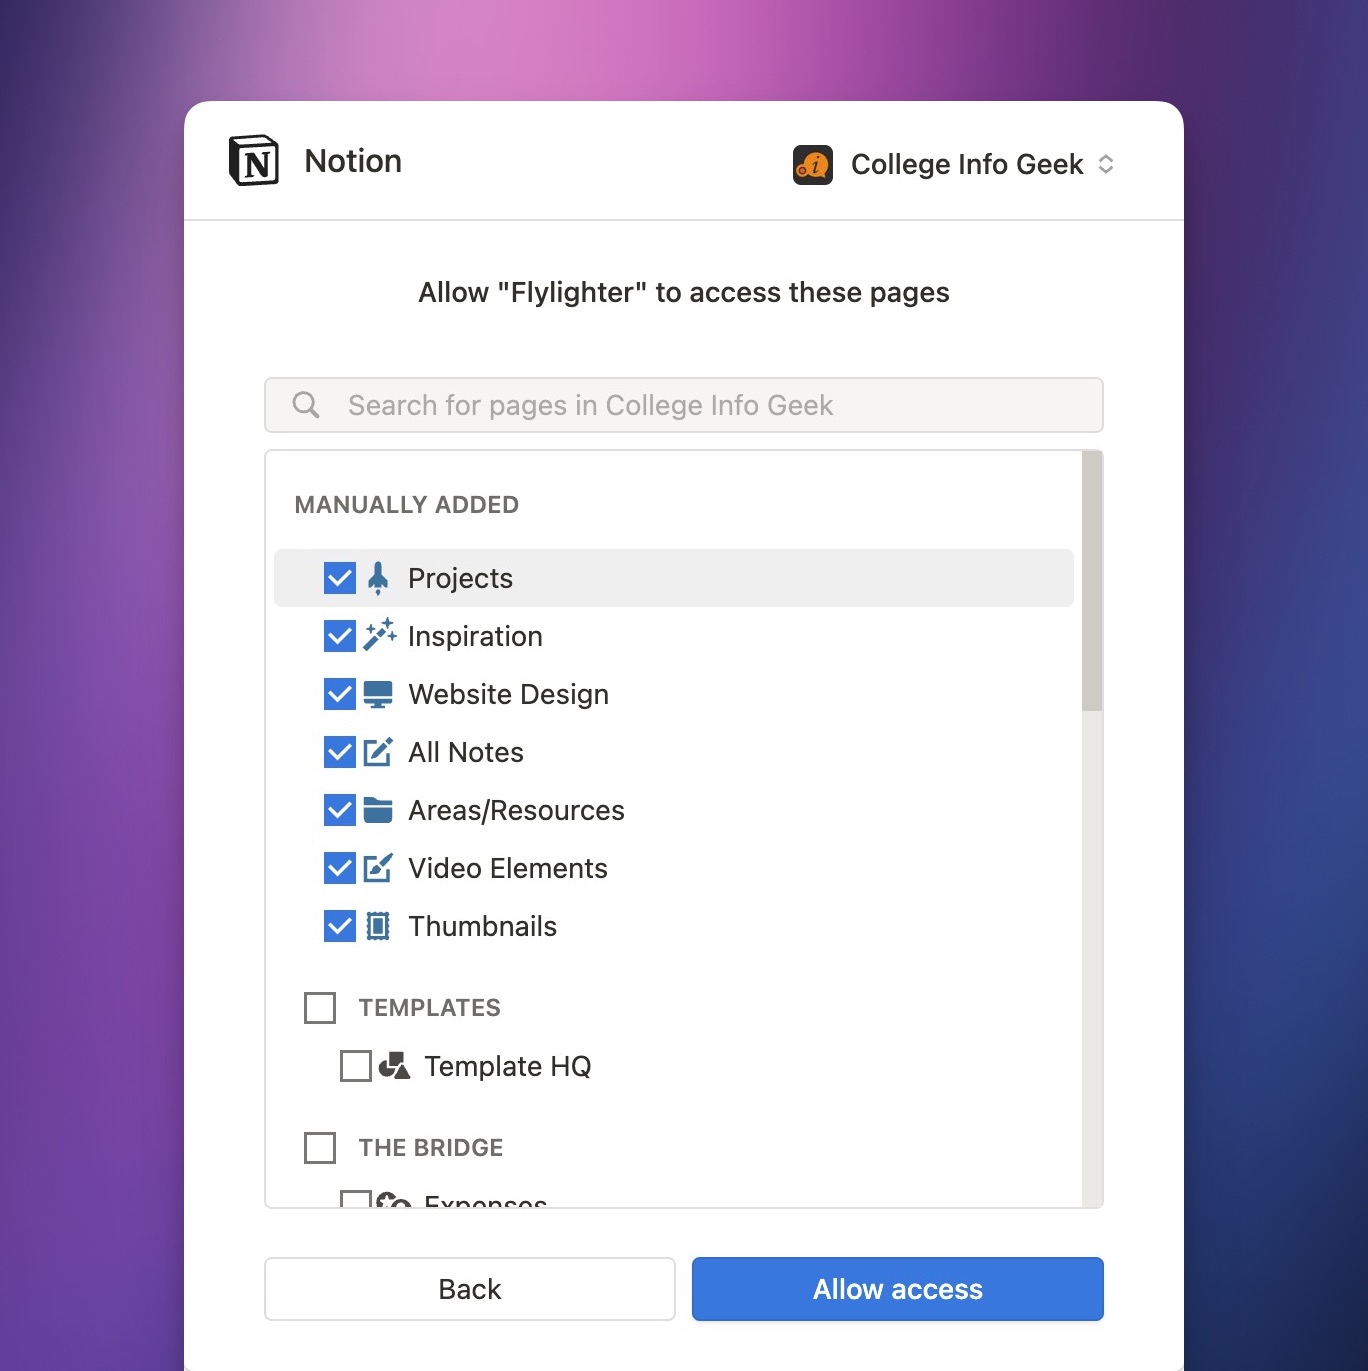 Notion
College Info Geek
Allow "Flylighter" to access these pages
Search for pages in College Info Geek
MANUALLY ADDED
Projects
Inspiration
Website Design
All Notes
Areas/Resources
Video Elements
Thumbnails
TEMPLATES
Template HQ
THE BRIDGE
Expenses
Back
Allow access